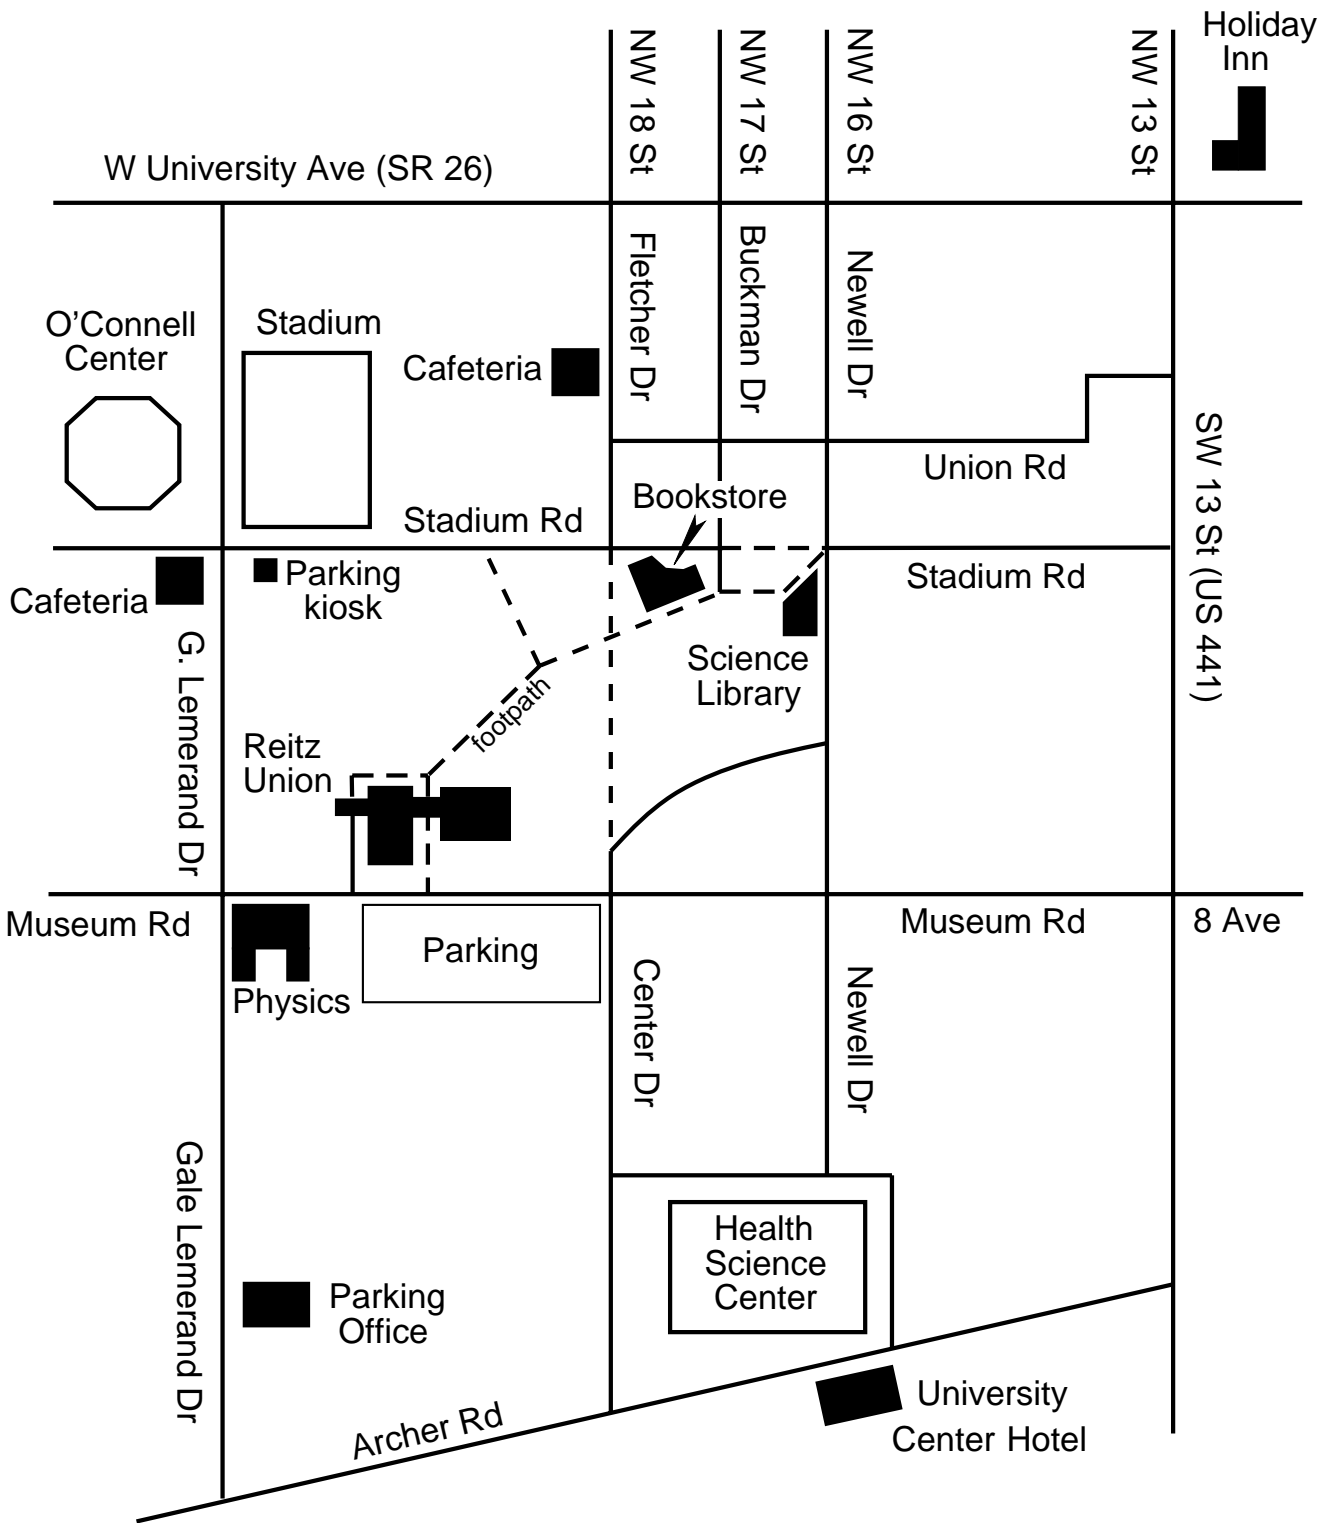 Holiday
Inn
NW 18 St
NW 17 St
NW 16 St
NW 13 St
W University Ave (SR 26)
Fletcher Dr
Buckman Dr
Newell Dr
O'Connell
Center
Stadium
Cafeteria
SW 13 St (US 441)
Union Rd
Bookstore
Stadium Rd
Parking
kiosk
Stadium Rd
Cafeteria
G. Lemerand Dr
Science
Library
footpath
Reitz
Union
Museum Rd
Museum Rd
8 Ave
Parking
Physics
Center Dr
Newell Dr
Gale Lemerand Dr
Health
Science
Center
Parking
Office
Archer Rd
University
Center Hotel